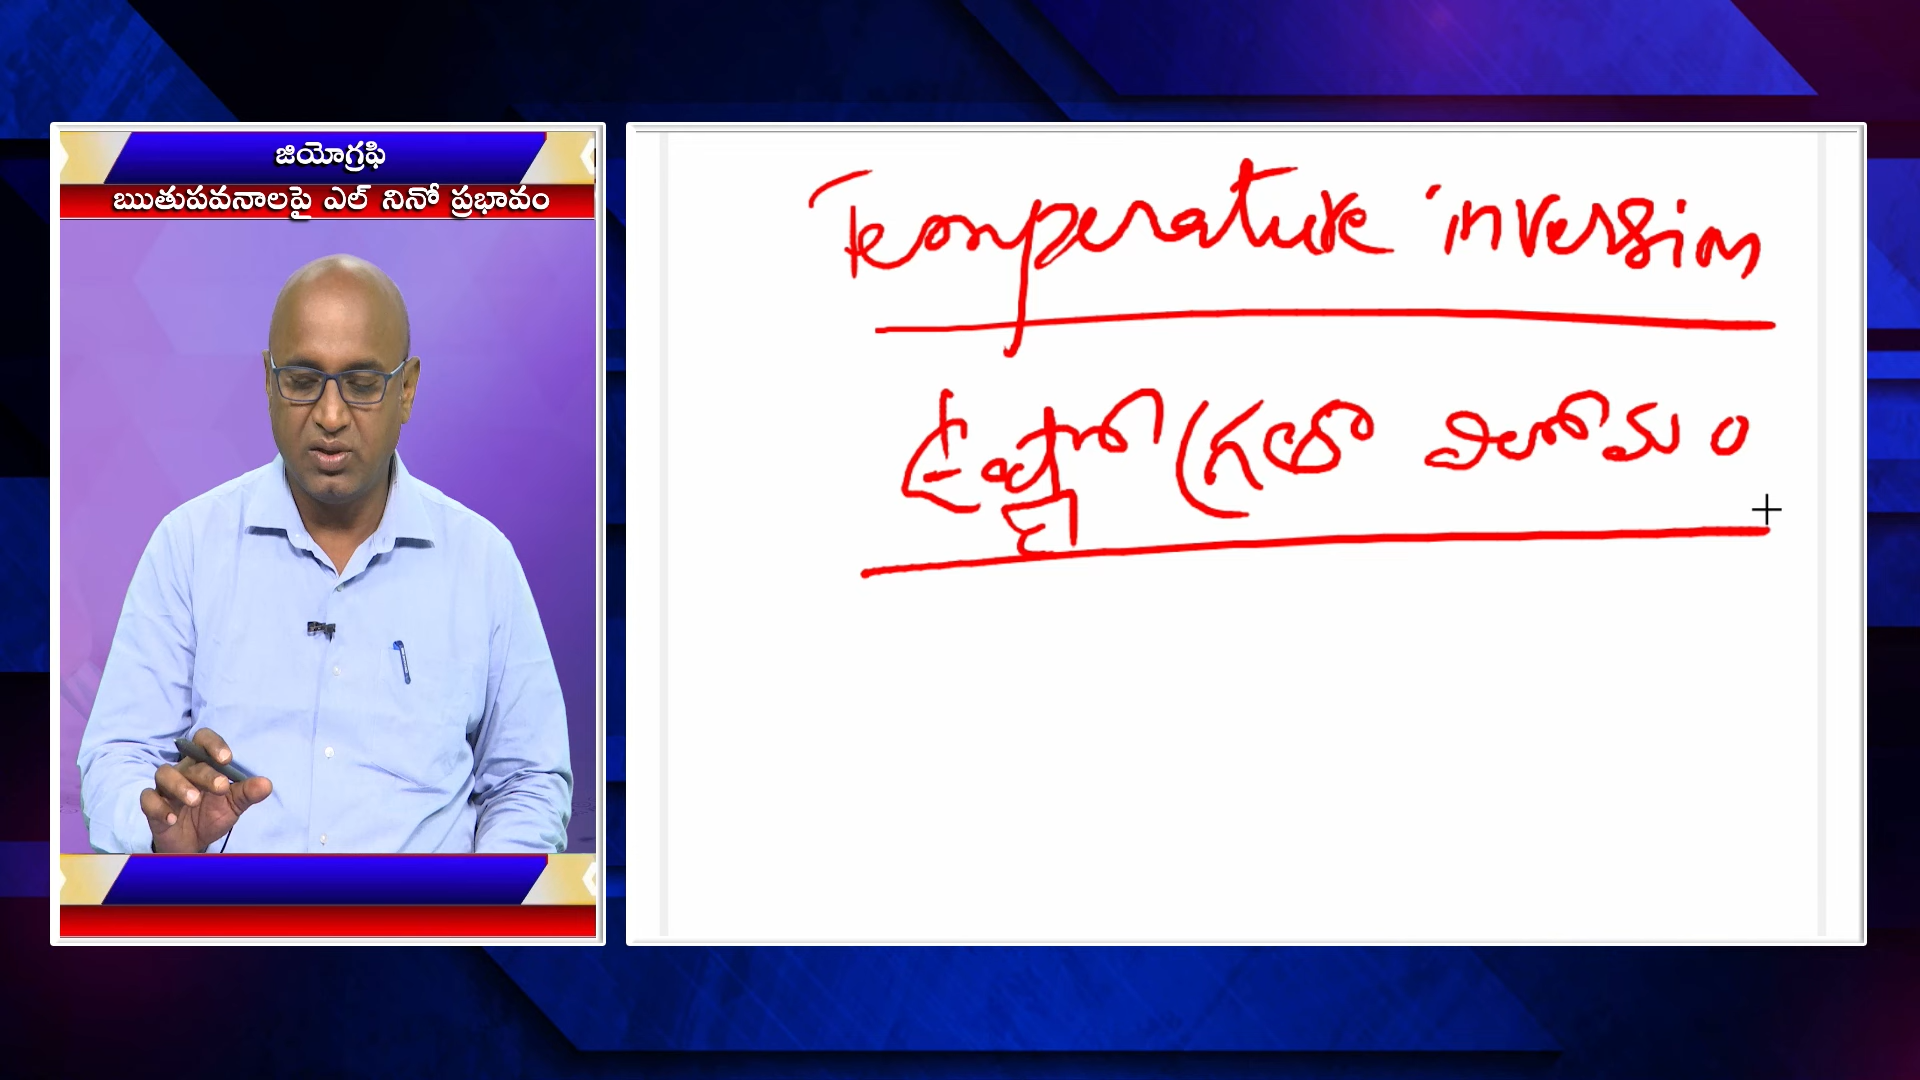 జియోగ్రఫి
ఋతుపవనాలపై ఎల్ నినో ప్రభావం
Temperature inversion
ఉష్ణోగ్రతా విలోమం